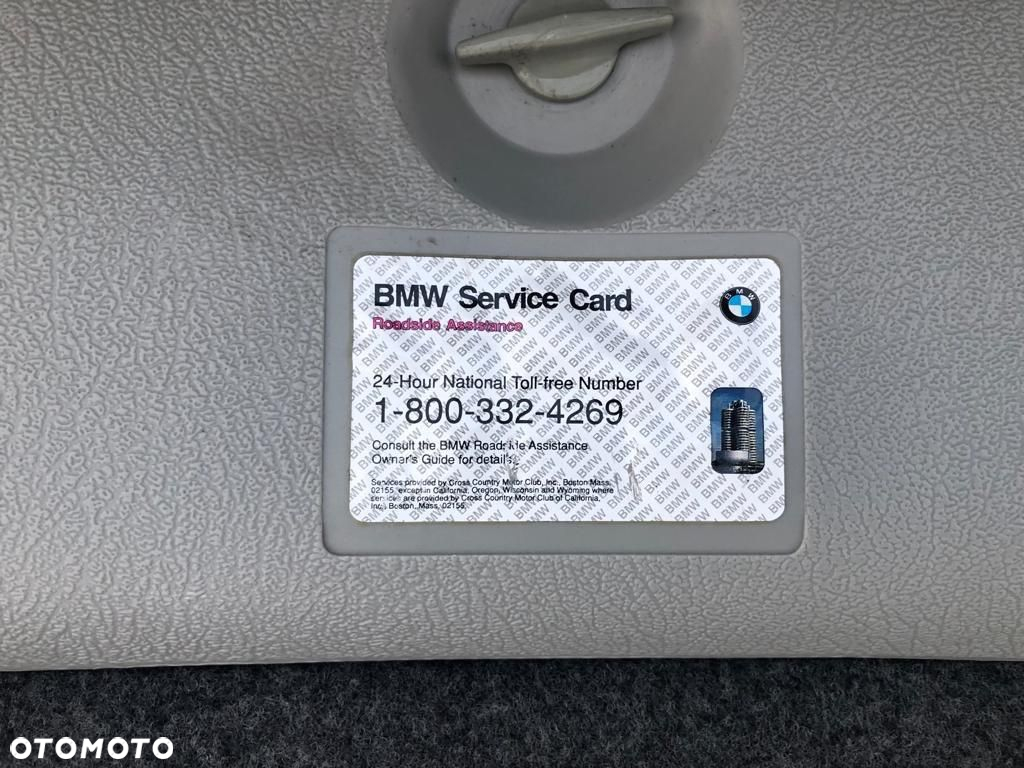 BMW Service Card
Roadside Assistance
BMW
24-Hour National Toll-free Number
1-800-332-4269
Consult the BMW Roadside Assistance
Owner's Guide for details.
Services provided by Cross Country Motor Club, Inc., Boston Mass.
02155, except in California, Oregon, Wisconsin and Wyoming where
services are provided by Cross Country Motor Club of California,
Inc., Boston, Mass. 02155.
OTOMOTO